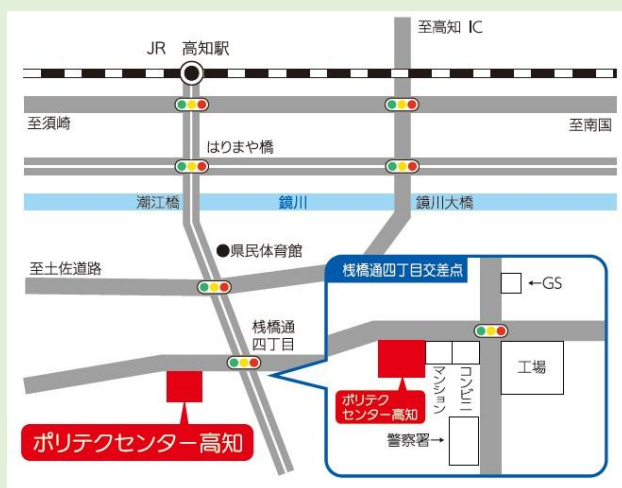 至高知 IC
JR 高知駅
至須崎
至南国
はりまや橋
潮江橋
鏡川
鏡川大橋
●県民体育館
至土佐道路
桟橋通四丁目交差点
←GS
桟橋通
四丁目
工場
マンション
コンビニ
ポリテク
センター高知
警察署→
ポリテクセンター高知